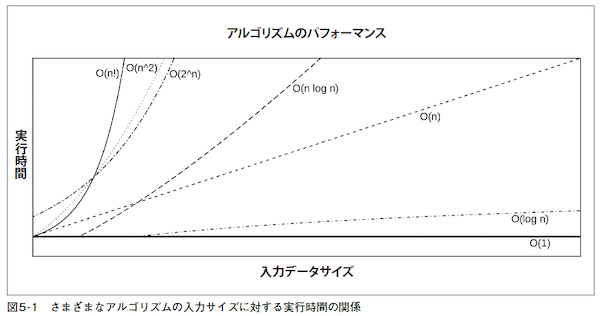 アルゴリズムのパフォーマンス
O(n!)
O(n^2)
O(2^n)
O(n log n)
O(n)
O(log n)
O(1)
実行時間
入力データサイズ
図5-1 さまざまなアルゴリズムの入力サイズに対する実行時間の関係